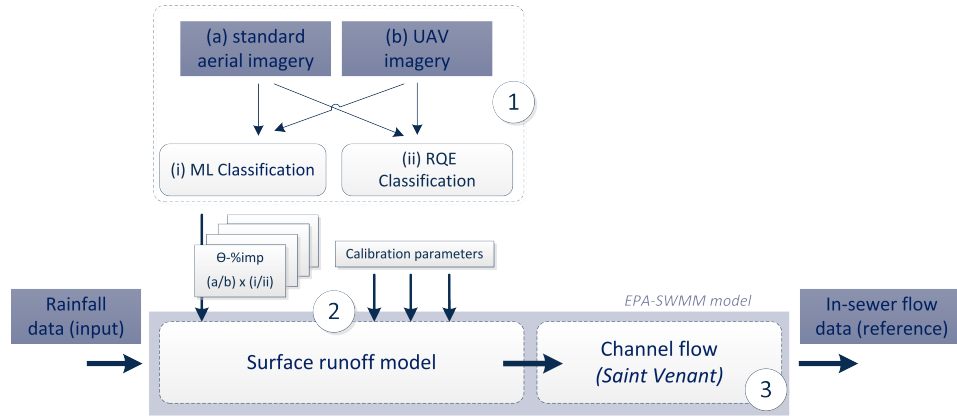 (a) standard
aerial imagery
(b) UAV
imagery
1
(i) ML Classification
(ii) RQE
Classification
Ө-%imp
(a/b) x (i/ii)
Calibration parameters
Rainfall
data (input)
2
EPA-SWMM model
In-sewer flow
data (reference)
Surface runoff model
Channel flow
(Saint Venant)
3